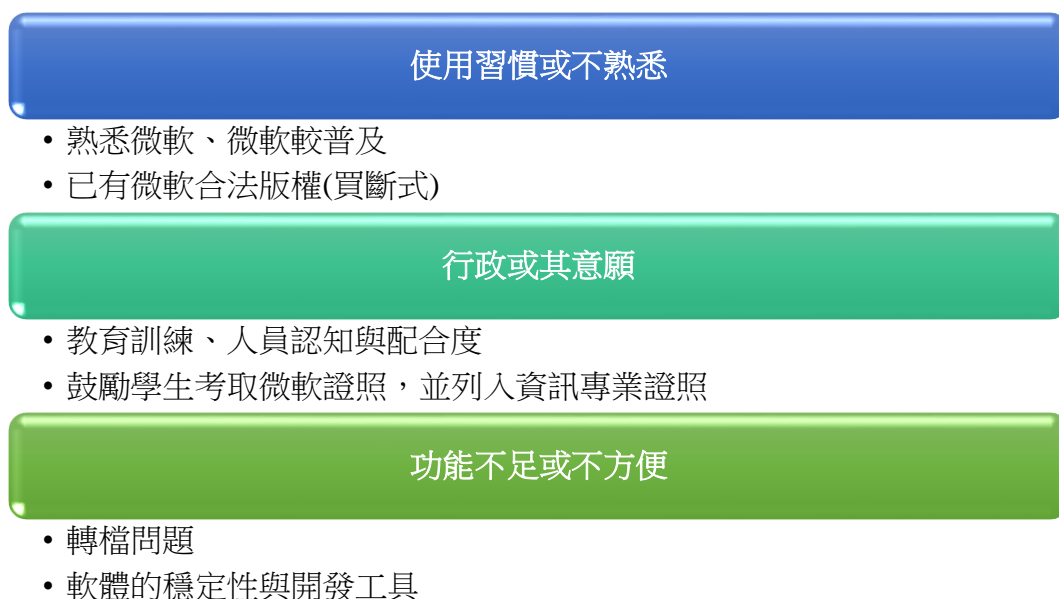 使用習慣或不熟悉
• 熟悉微軟、微軟較普及
• 已有微軟合法版權(買斷式)
行政或其意願
• 教育訓練、人員認知與配合度
• 鼓勵學生考取微軟證照，並列入資訊專業證照
功能不足或不方便
• 轉檔問題
• 軟體的穩定性與開發工具